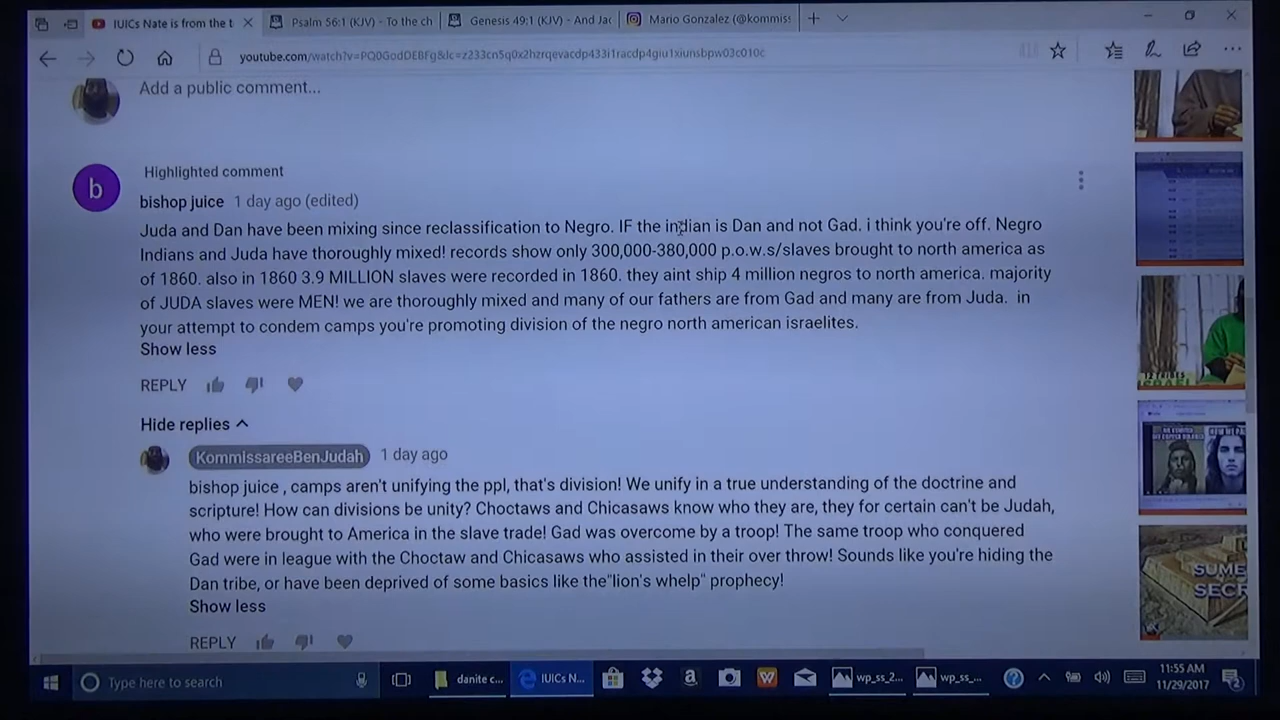 IUICs Nate is from the t
Psalm 56:1 (KJV) - To the ch
Genesis 49:1 (KJV) - And Jac
Mario Gonzalez (@kommiss
Add a public comment...
Highlighted comment
b
bishop juice 1 day ago (edited)
Juda and Dan have been mixing since reclassification to Negro. IF the indian is Dan and not Gad. i think you're off. Negro
Indians and Juda have thoroughly mixed! records show only 300,000-380,000 p.o.w.s/slaves brought to north america as
of 1860. also in 1860 3.9 MILLION slaves were recorded in 1860. they aint ship 4 million negros to north america. majority
of JUDA slaves were MEN! we are thoroughly mixed and many of our fathers are from Gad and many are from Juda. in
your attempt to condem camps you're promoting division of the negro north american israelites.
Show less
REPLY
Hide replies
KommissareeBenJudah 1 day ago
bishop juice , camps aren't unifying the ppl, that's division! We unify in a true understanding of the doctrine and
scripture! How can divisions be unity? Choctaws and Chicasaws know who they are, they for certain can't be Judah,
who were brought to America in the slave trade! Gad was overcome by a troop! The same troop who conquered
Gad were in league with the Choctaw and Chicasaws who assisted in their over throw! Sounds like you're hiding the
Dan tribe, or have been deprived of some basics like the"lion's whelp" prophecy!
Show less
REPLY
SUME
SECR
Type here to search
danite c...
IUICs N...
wp_ss_2...
wp_ss_...
11:55 AM
11/29/2017